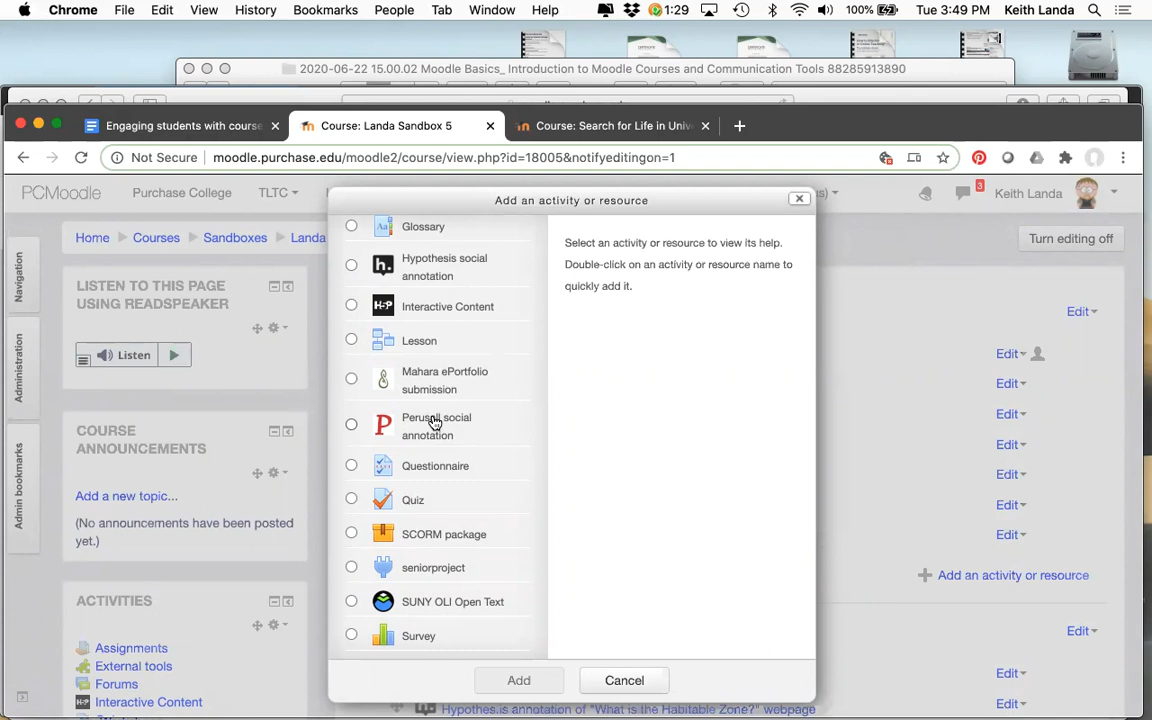 Chrome File Edit View History Bookmarks People Tab Window Help 1:29 100% Tue 3:49 PM Keith Landa
2020-06-22 15.00.02 Moodle Basics_ Introduction to Moodle Courses and Communication Tools 88285913890
Engaging students with course Course: Landa Sandbox 5 Course: Search for Life in Univ
Not Secure moodle.purchase.edu/moodle2/course/view.php?id=18005&notifyeditingon=1
PCMoodle Purchase College TLTC 3 Keith Landa
Add an activity or resource
Home Courses Sandboxes Landa
Turn editing off
Navigation
Administration
Admin bookmarks
LISTEN TO THIS PAGE
USING READSPEAKER
Listen
COURSE
ANNOUNCEMENTS
Add a new topic...
(No announcements have been posted
yet.)
ACTIVITIES
Assignments
External tools
Forums
H-P Interactive Content
Aa Glossary
h. Hypothesis social
annotation
H-P Interactive Content
Lesson
Mahara ePortfolio
submission
P Perusall social
annotation
Questionnaire
Quiz
SCORM package
seniorproject
SUNY OLI Open Text
Survey
Select an activity or resource to view its help.
Double-click on an activity or resource name to
quickly add it.
Add Cancel
Edit
Edit
Edit
Edit
Edit
Edit
Edit
Edit
Add an activity or resource
Edit
Edit
Edit
Hypothes.is annotation of "What is the Habitable Zone?" webpage